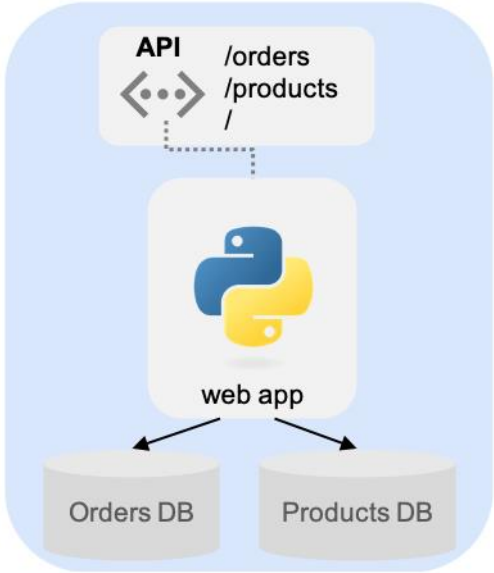 API
/orders
/products
/
web app
Orders DB
Products DB